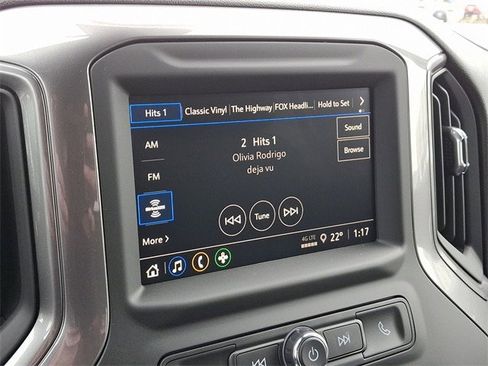 Hits 1 Classic Vinyl The Highway FOX Headli... Hold to Set
AM
2 Hits 1
Sound
Olivia Rodrigo
Browse
deja vu
FM
Tune
More
4G LTE 22° 1:17